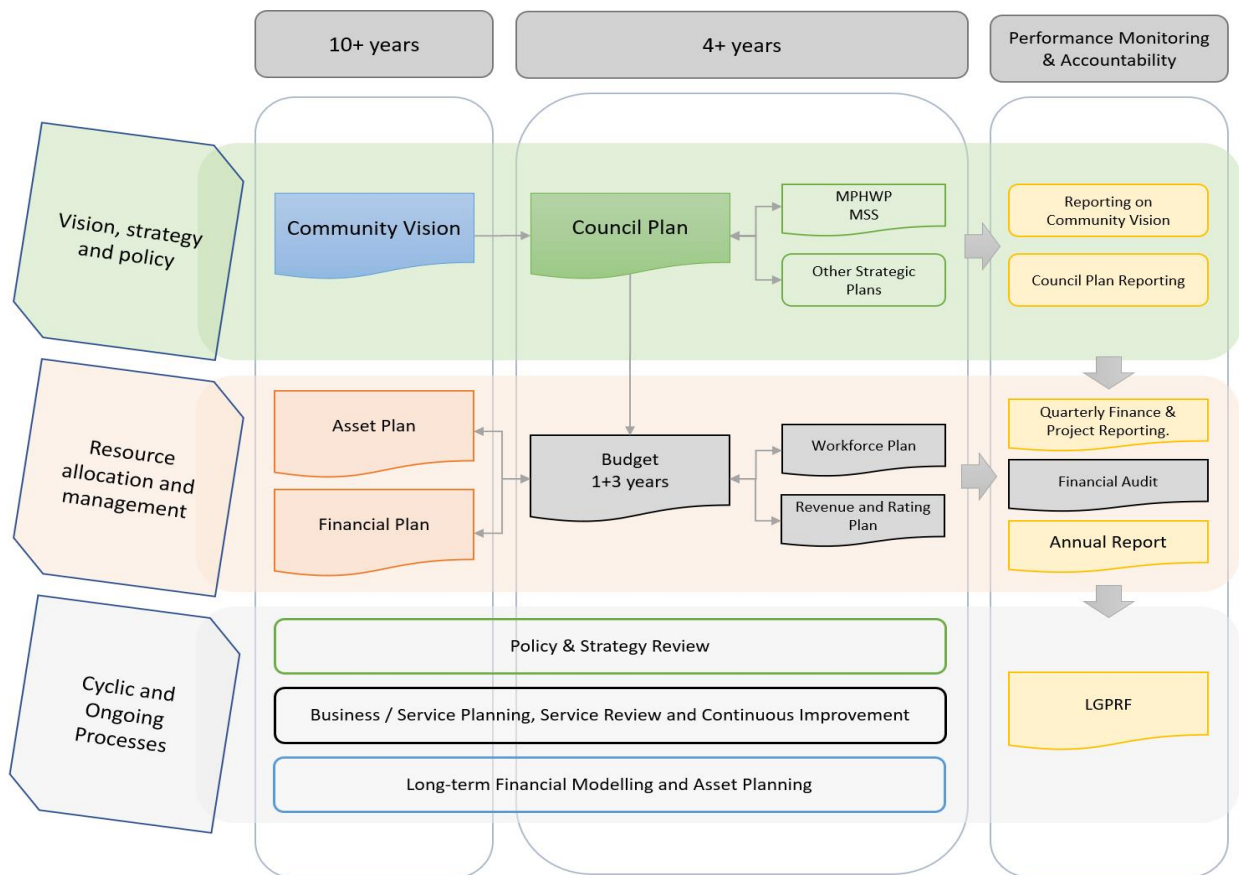 10+ years
4+ years
Performance Monitoring
& Accountability
Vision, strategy
and policy
Community Vision
Council Plan
MPHWP
MSS
Other Strategic
Plans
Reporting on
Community Vision
Council Plan Reporting
Resource
allocation and
management
Asset Plan
Financial Plan
Budget
1+3 years
Workforce Plan
Revenue and Rating
Plan
Quarterly Finance &
Project Reporting.
Financial Audit
Annual Report
Cyclic and
Ongoing
Processes
Policy & Strategy Review
Business / Service Planning, Service Review and Continuous Improvement
Long-term Financial Modelling and Asset Planning
LGPRF